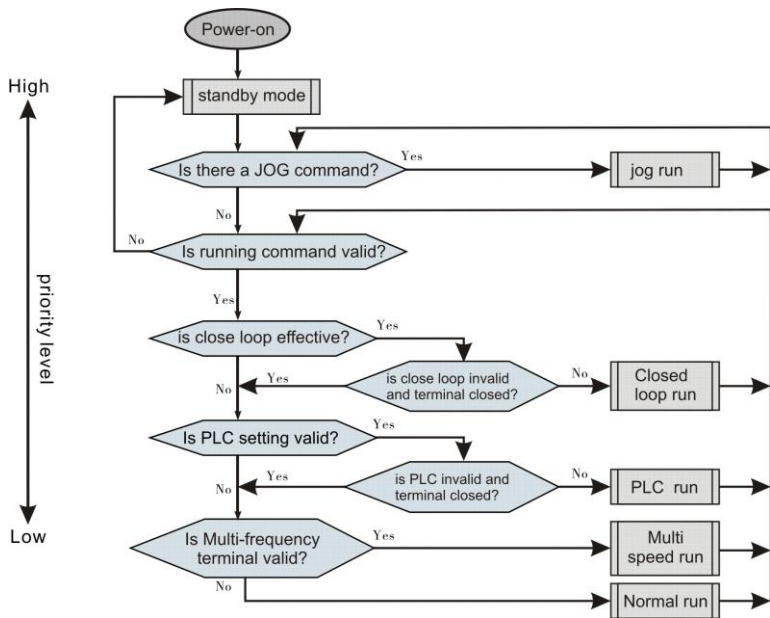 Power-on
High
standby mode
Is there a JOG command?
Yes
jog run
No
No
Is running command valid?
Yes
priority level
is close loop effective?
Yes
No
Yes
is close loop invalid
and terminal closed?
No
Closed
loop run
Is PLC setting valid?
Yes
No
Yes
is PLC invalid and
terminal closed?
No
PLC run
Low
Is Multi-frequency
terminal valid?
Yes
Multi
speed run
No
Normal run